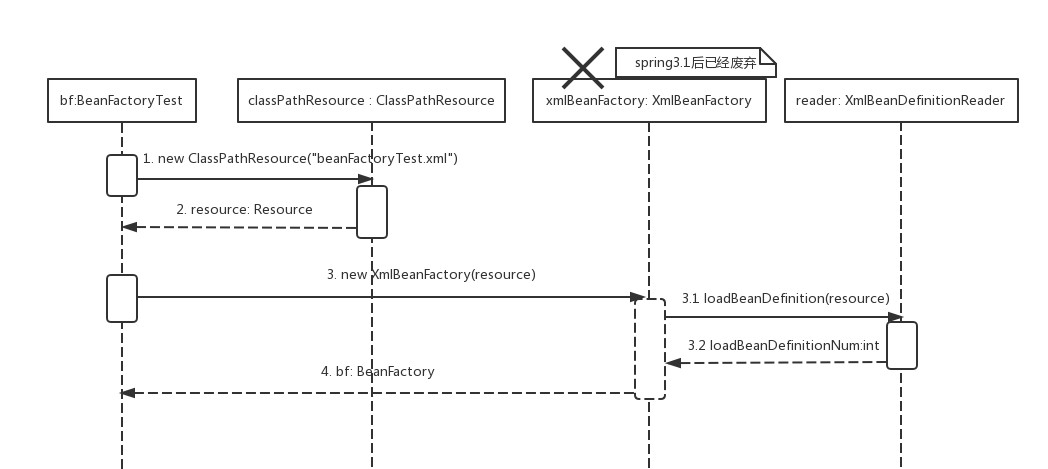 spring3.1后已经废弃
bf:BeanFactoryTest
classPathResource : ClassPathResource
xmlBeanFactory: XmlBeanFactory
reader: XmlBeanDefinitionReader
1. new ClassPathResource("beanFactoryTest.xml")
2. resource: Resource
3. new XmlBeanFactory(resource)
3.1 loadBeanDefinition(resource)
3.2 loadBeanDefinitionNum:int
4. bf: BeanFactory